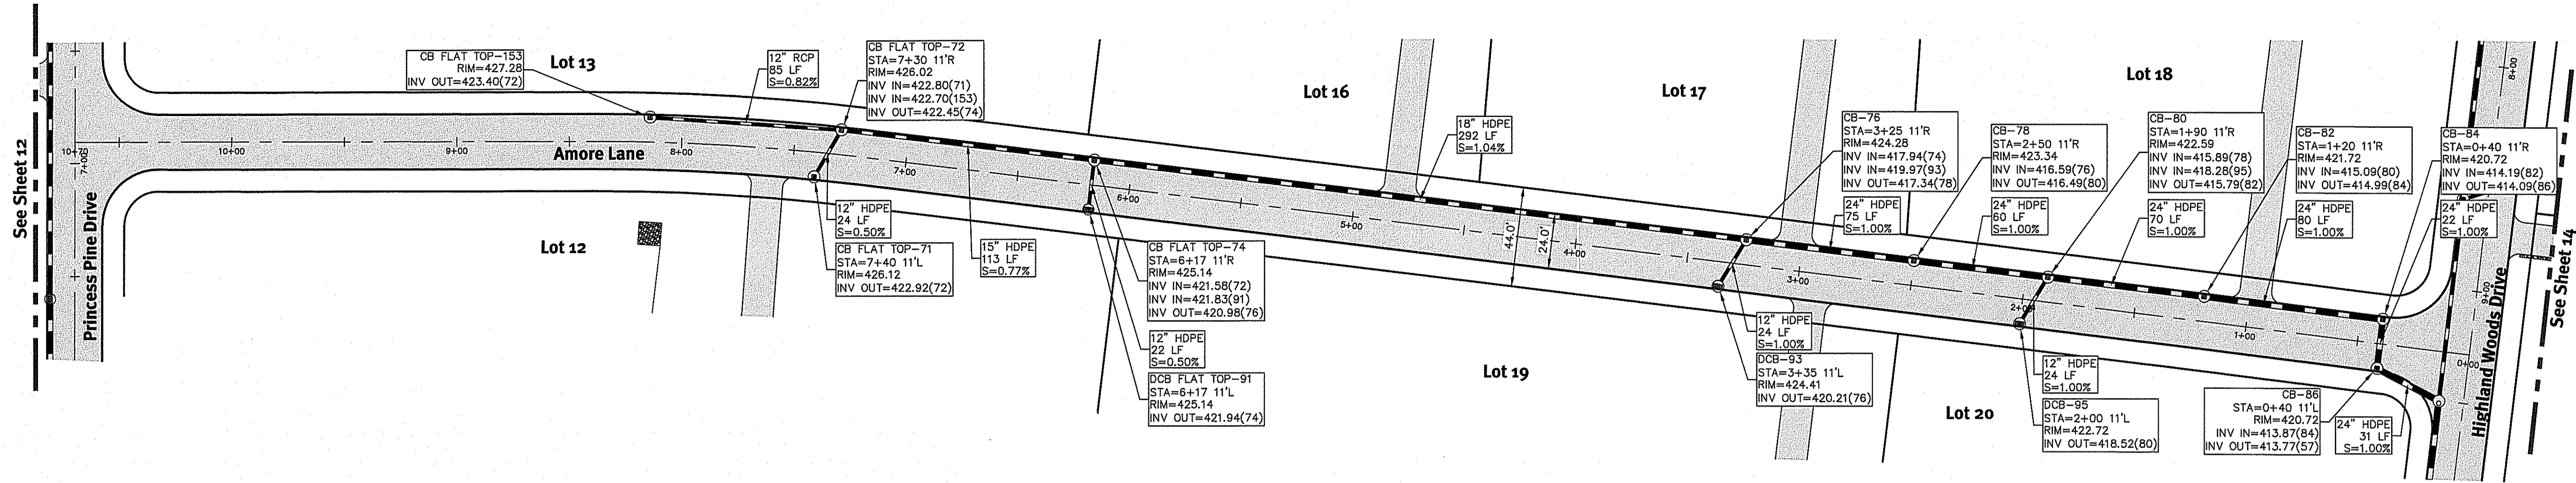 See Sheet 12
Princess Pine Drive
7+00
10+00
9+00
8+00
7+00
6+00
5+00
4+00
3+00
2+00
1+00
0+00
Amore Lane
Lot 13
Lot 12
Lot 16
Lot 17
Lot 18
Lot 19
Lot 20
CB FLAT TOP-153
RIM=427.28
INV OUT=423.40(72)
12" RCP
85 LF
S=0.82%
CB FLAT TOP-72
STA=7+30 11'R
RIM=426.02
INV IN=422.80(71)
INV IN=422.70(153)
INV OUT=422.45(74)
12" HDPE
24 LF
S=0.50%
CB FLAT TOP-71
STA=7+40 11'L
RIM=426.12
INV OUT=422.92(72)
15" HDPE
113 LF
S=0.77%
CB FLAT TOP-74
STA=6+17 11'R
RIM=425.14
INV IN=421.58(72)
INV IN=421.83(91)
INV OUT=420.98(76)
12" HDPE
22 LF
S=0.50%
DCB FLAT TOP-91
STA=6+17 11'L
RIM=425.14
INV OUT=421.94(74)
18" HDPE
292 LF
S=1.04%
44.0'
24.0'
CB-76
STA=3+25 11'R
RIM=424.28
INV IN=417.94(74)
INV IN=419.97(93)
INV OUT=417.34(78)
24" HDPE
75 LF
S=1.00%
12" HDPE
24 LF
S=1.00%
DCB-93
STA=3+35 11'L
RIM=424.41
INV OUT=420.21(76)
CB-78
STA=2+50 11'R
RIM=423.34
INV IN=416.59(76)
INV OUT=416.49(80)
24" HDPE
60 LF
S=1.00%
CB-80
STA=1+90 11'R
RIM=422.59
INV IN=415.89(78)
INV IN=418.28(95)
INV OUT=415.79(82)
24" HDPE
70 LF
S=1.00%
12" HDPE
24 LF
S=1.00%
DCB-95
STA=2+00 11'L
RIM=422.72
INV OUT=418.52(80)
CB-82
STA=1+20 11'R
RIM=421.72
INV IN=415.09(80)
INV OUT=414.99(84)
24" HDPE
80 LF
S=1.00%
CB-84
STA=0+40 11'R
RIM=420.72
INV IN=414.19(82)
INV OUT=414.09(86)
24" HDPE
22 LF
S=1.00%
CB-86
STA=0+40 11'L
RIM=420.72
INV IN=413.87(84)
INV OUT=413.77(57)
24" HDPE
31 LF
S=1.00%
8+00
9+00
Highland Woods Drive
See Sheet 14